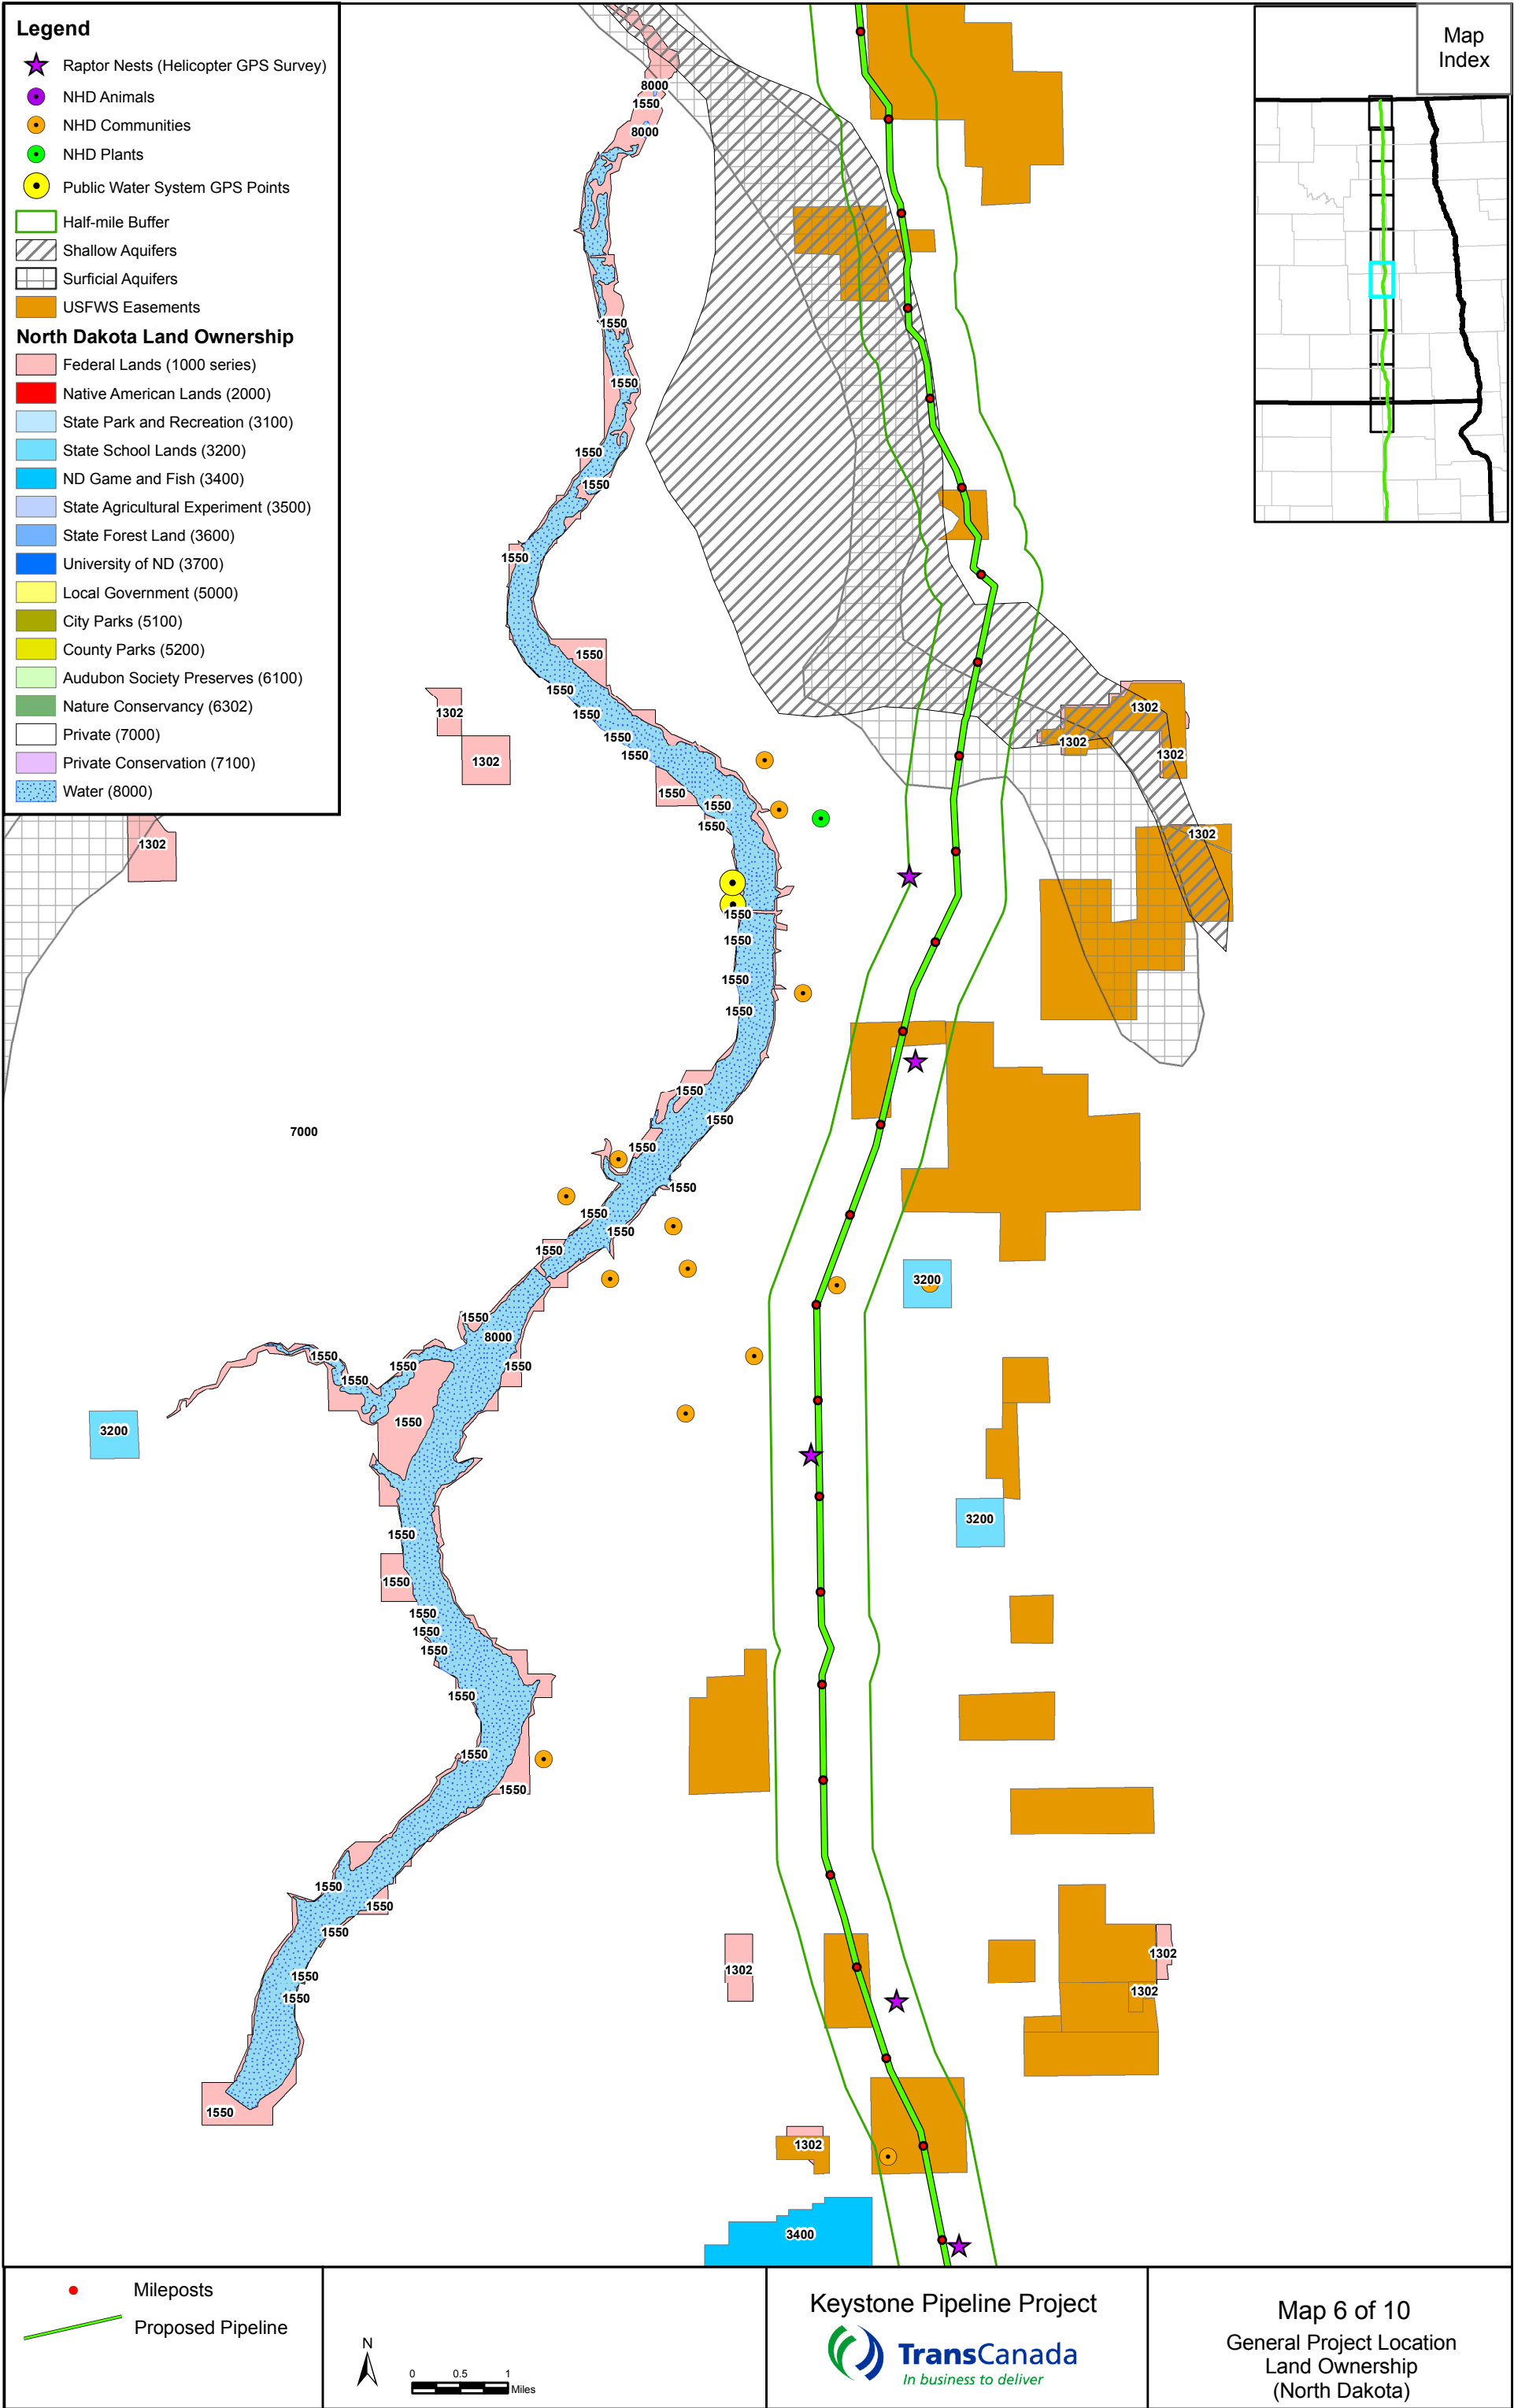 Legend
Raptor Nests (Helicopter GPS Survey)
NHD Animals
NHD Communities
NHD Plants
Public Water System GPS Points
Half-mile Buffer
Shallow Aquifers
Surficial Aquifers
USFWS Easements
North Dakota Land Ownership
Federal Lands (1000 series)
Native American Lands (2000)
State Park and Recreation (3100)
State School Lands (3200)
ND Game and Fish (3400)
State Agricultural Experiment (3500)
State Forest Land (3600)
University of ND (3700)
Local Government (5000)
City Parks (5100)
County Parks (5200)
Audubon Society Preserves (6100)
Nature Conservancy (6302)
Private (7000)
Private Conservation (7100)
Water (8000)
Map
Index
8000
1550
8000
1550
1550
1550
1550
1550
1550
1550
1302
1550
1302
1550
1550
1302
1550
1302
1302
1550
1550
1550
1302
1302
1550
1550
1550
1550
1550
1550
7000
1550
1550
1550
1550
1550
3200
1550
8000
1550
1550
1550
1550
1550
3200
3200
1550
1550
1550
1550
1550
1550
1550
1550
1550
1550
1550
1302
1302
1550
1302
1550
1550
1302
3400
Mileposts
Proposed Pipeline
N
0 0.5 1
Miles
Keystone Pipeline Project
TransCanada
In business to deliver
Map 6 of 10
General Project Location
Land Ownership
(North Dakota)